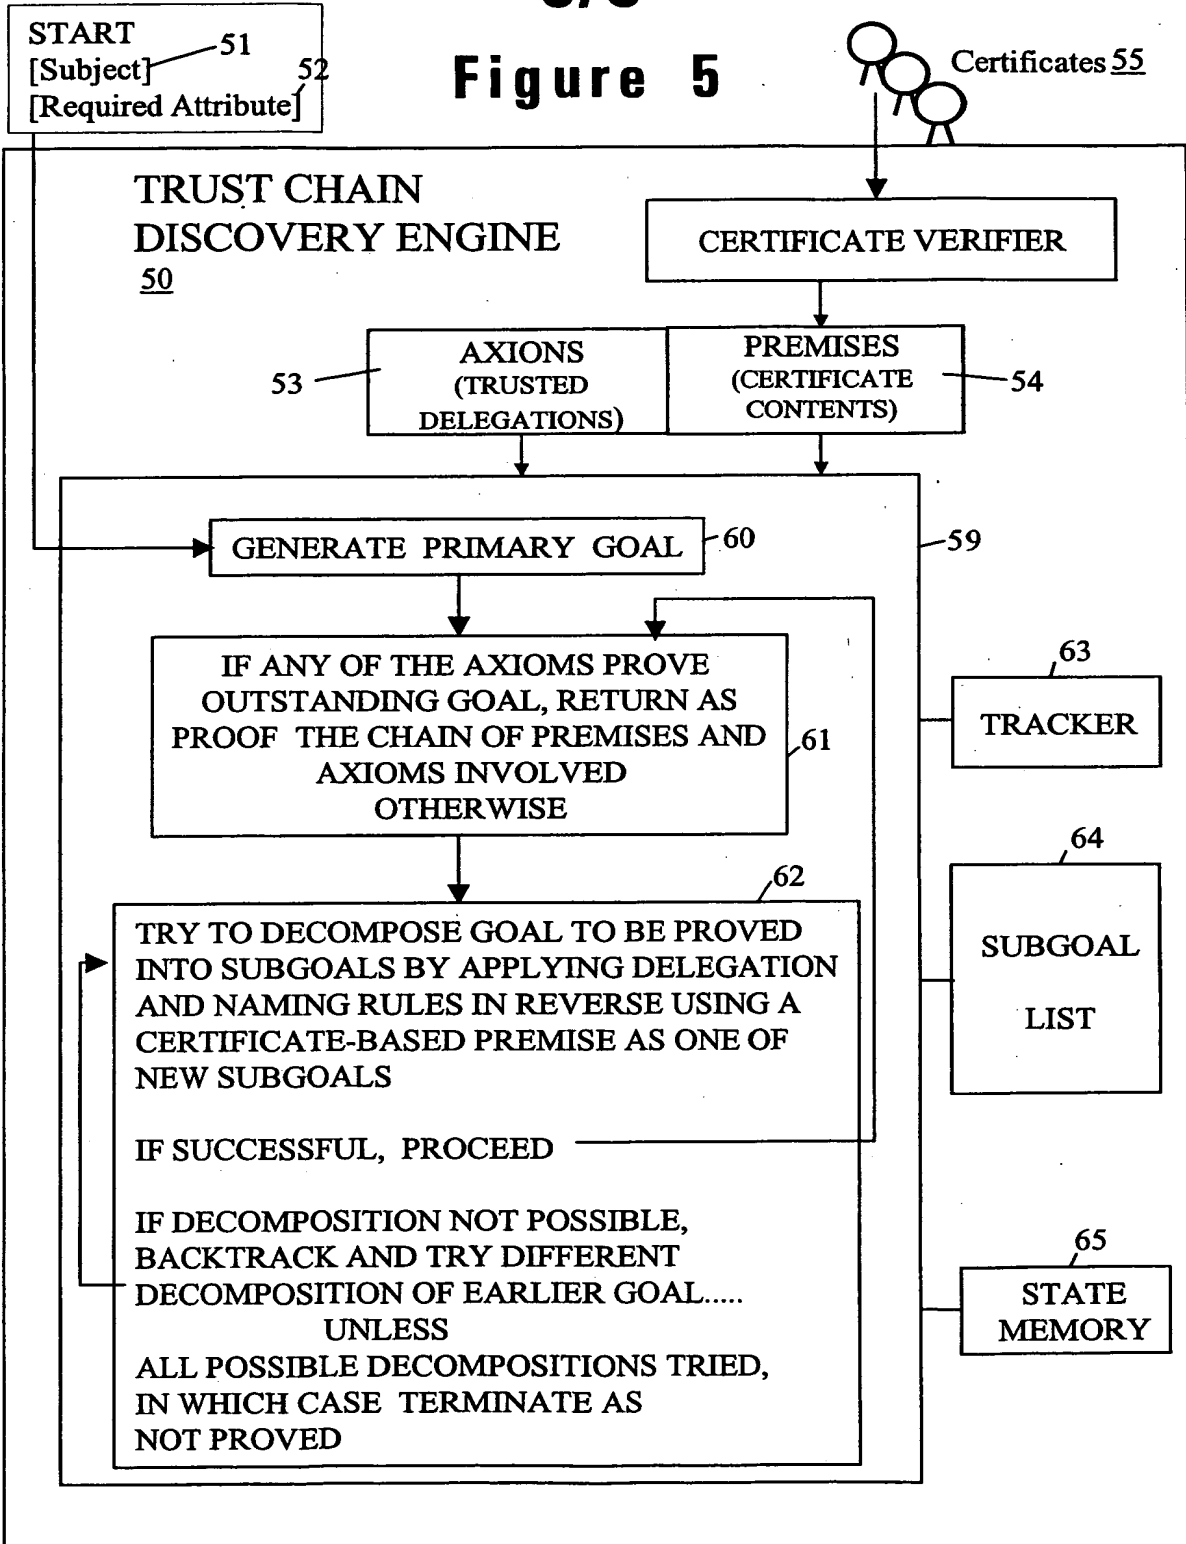 START
[Subject]
51
[Required Attribute]
52
Figure 5
Certificates 55
TRUST CHAIN
DISCOVERY ENGINE
50
CERTIFICATE VERIFIER
AXIONS
(TRUSTED
DELEGATIONS)
53
PREMISES
(CERTIFICATE
CONTENTS)
54
GENERATE PRIMARY GOAL
60
59
IF ANY OF THE AXIOMS PROVE
OUTSTANDING GOAL, RETURN AS
PROOF THE CHAIN OF PREMISES AND
AXIOMS INVOLVED
OTHERWISE
61
63
TRACKER
62
TRY TO DECOMPOSE GOAL TO BE PROVED
INTO SUBGOALS BY APPLYING DELEGATION
AND NAMING RULES IN REVERSE USING A
CERTIFICATE-BASED PREMISE AS ONE OF
NEW SUBGOALS
IF SUCCESSFUL, PROCEED
IF DECOMPOSITION NOT POSSIBLE,
BACKTRACK AND TRY DIFFERENT
DECOMPOSITION OF EARLIER GOAL.....
UNLESS
ALL POSSIBLE DECOMPOSITIONS TRIED,
IN WHICH CASE TERMINATE AS
NOT PROVED
64
SUBGOAL
LIST
65
STATE
MEMORY